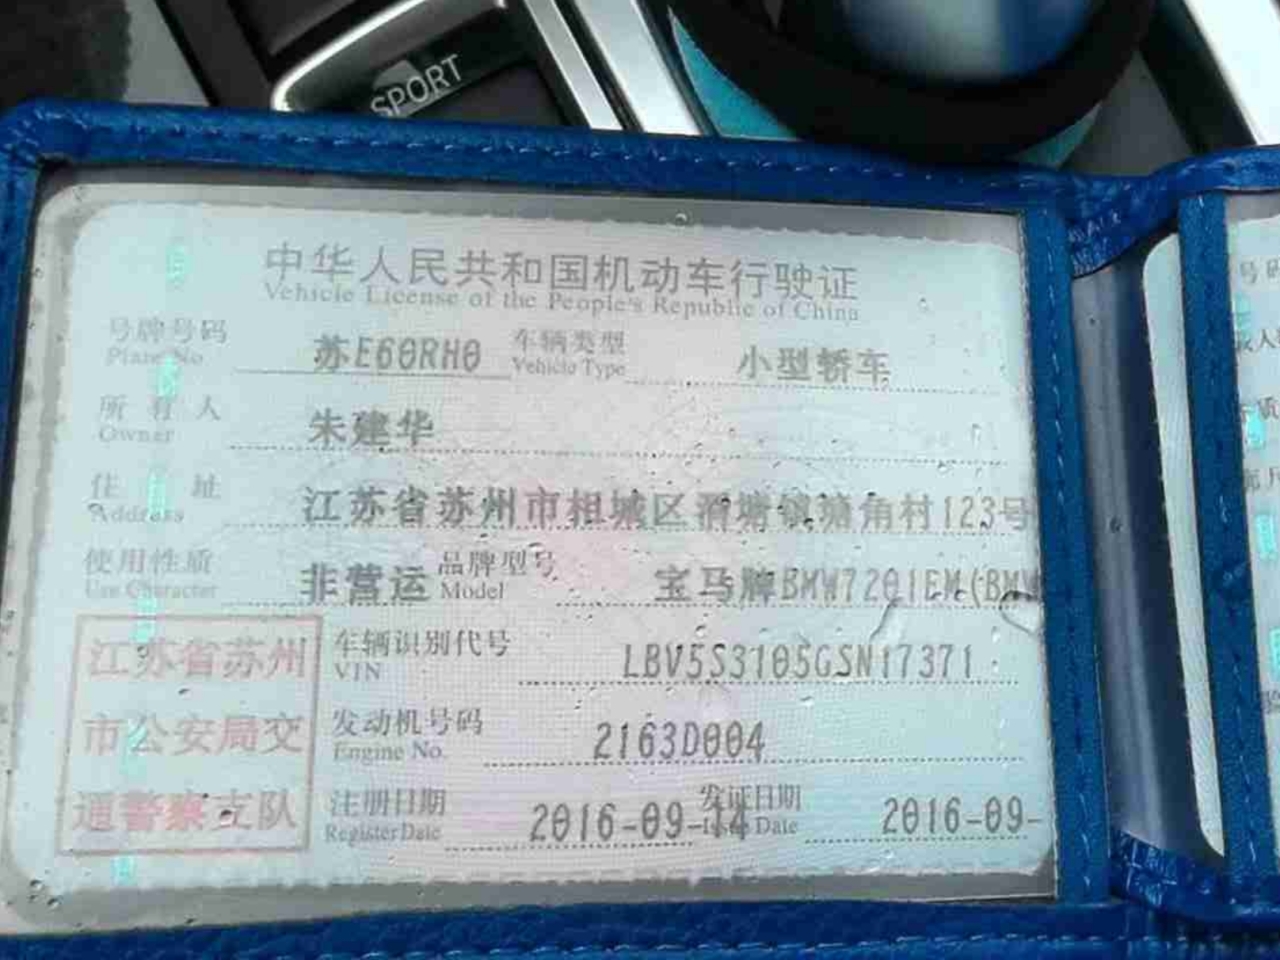 SPORT
中华人民共和国机动车行驶证
Vehicle License of the People's Republic of China
号牌号码 苏E60RH0 车辆类型 小型轿车
Plate No. Vehicle Type
所有人 朱建华
Owner
住址 江苏省苏州市相城区渭塘镇塘角村123号
Address
使用性质 非营运 品牌型号 宝马牌BMW7201EM(BMW
Use Character Model
江苏省苏州
市公安局交
通警察支队
车辆识别代号 LBV5S3105GSN17371
VIN
发动机号码 2163D004
Engine No.
注册日期 2016-09-14 发证日期 2016-09-
Register Date Issue Date
号码